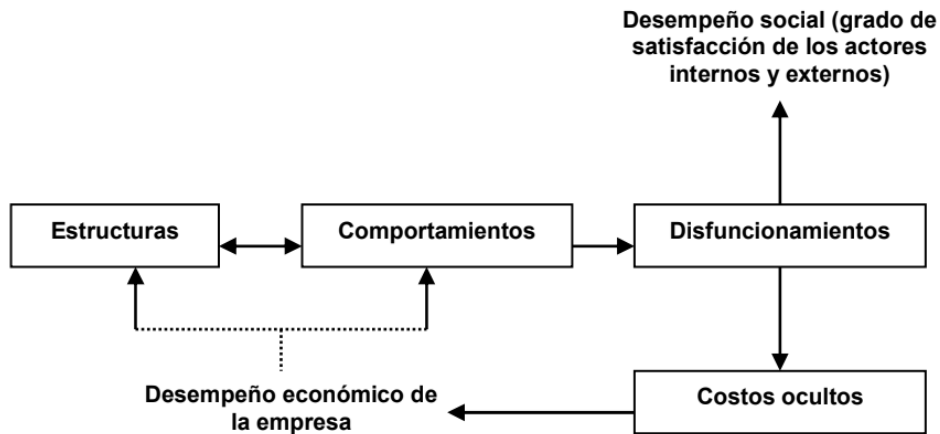 Desempeño social (grado de
satisfacción de los actores
internos y externos)
Estructuras
Comportamientos
Disfuncionamientos
Desempeño económico de
la empresa
Costos ocultos